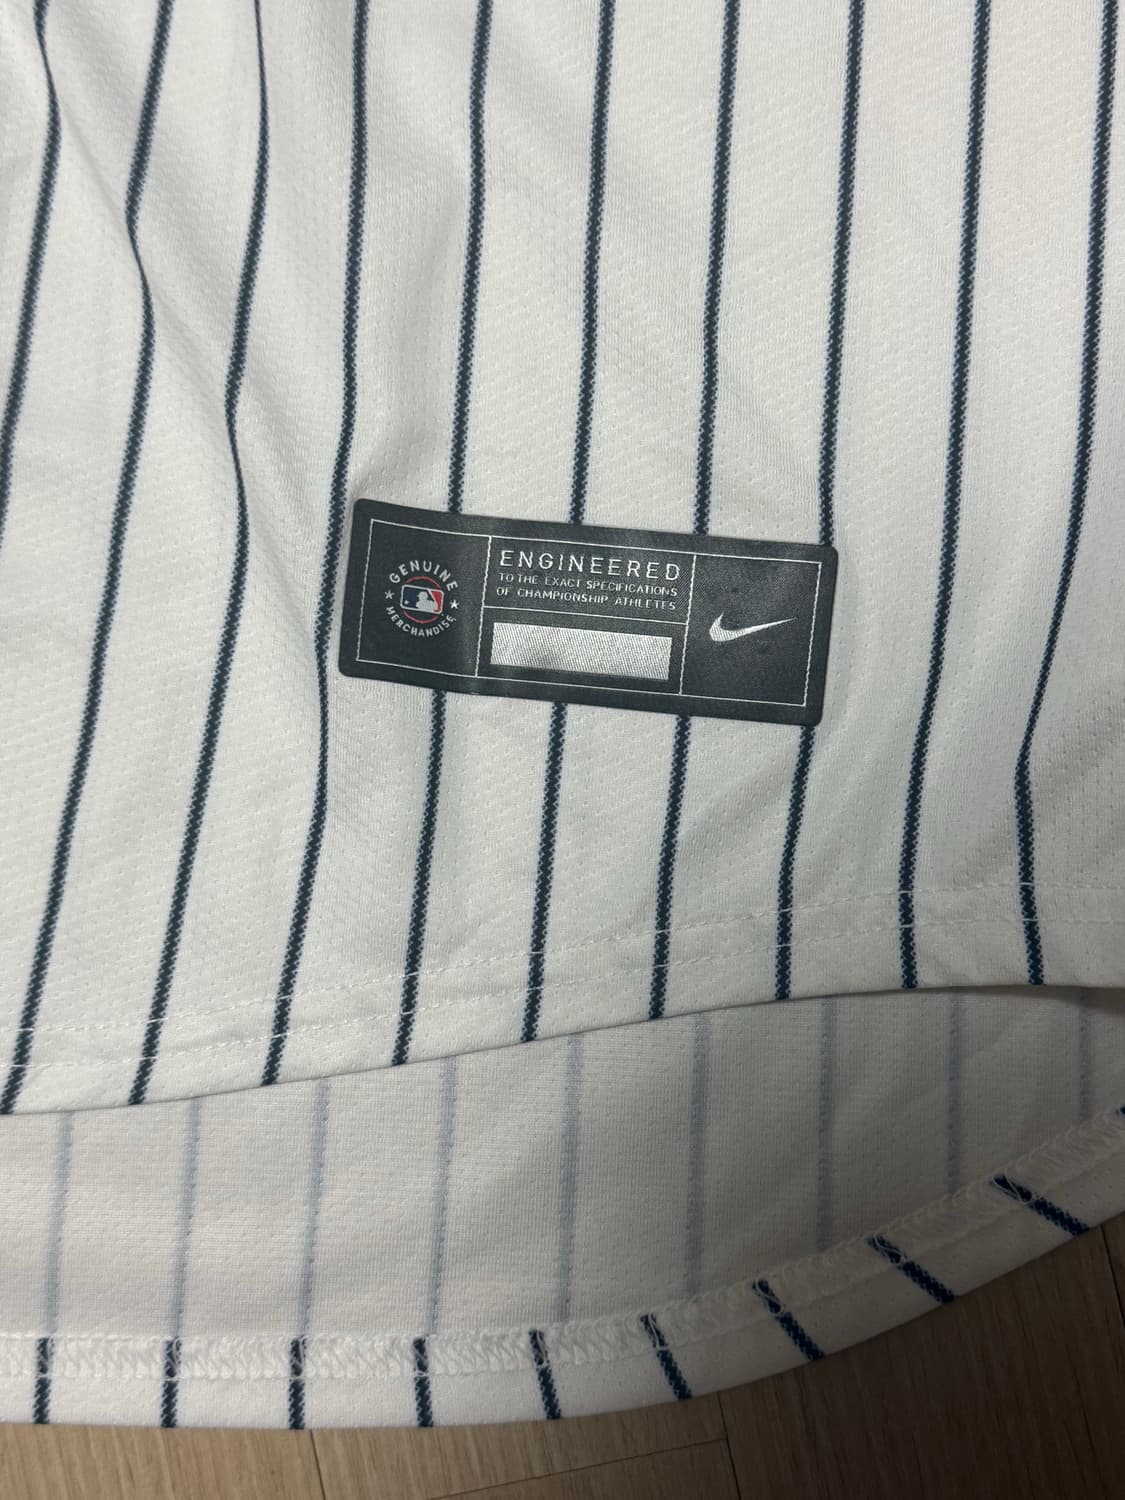 GENUINE
MERCHANDISE
ENGINEERED
TO THE EXACT SPECIFICATIONS
OF CHAMPIONSHIP ATHLETES